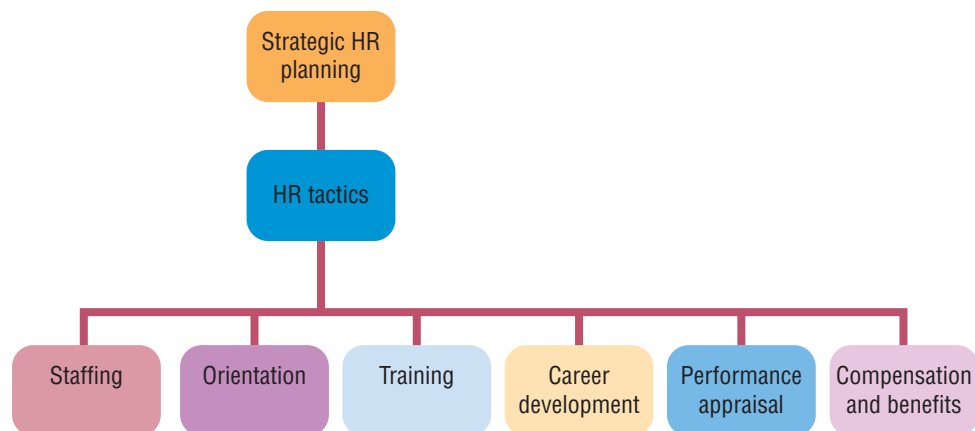 Strategic HR
planning
HR tactics
Staffing
Orientation
Training
Career
development
Performance
appraisal
Compensation
and benefits